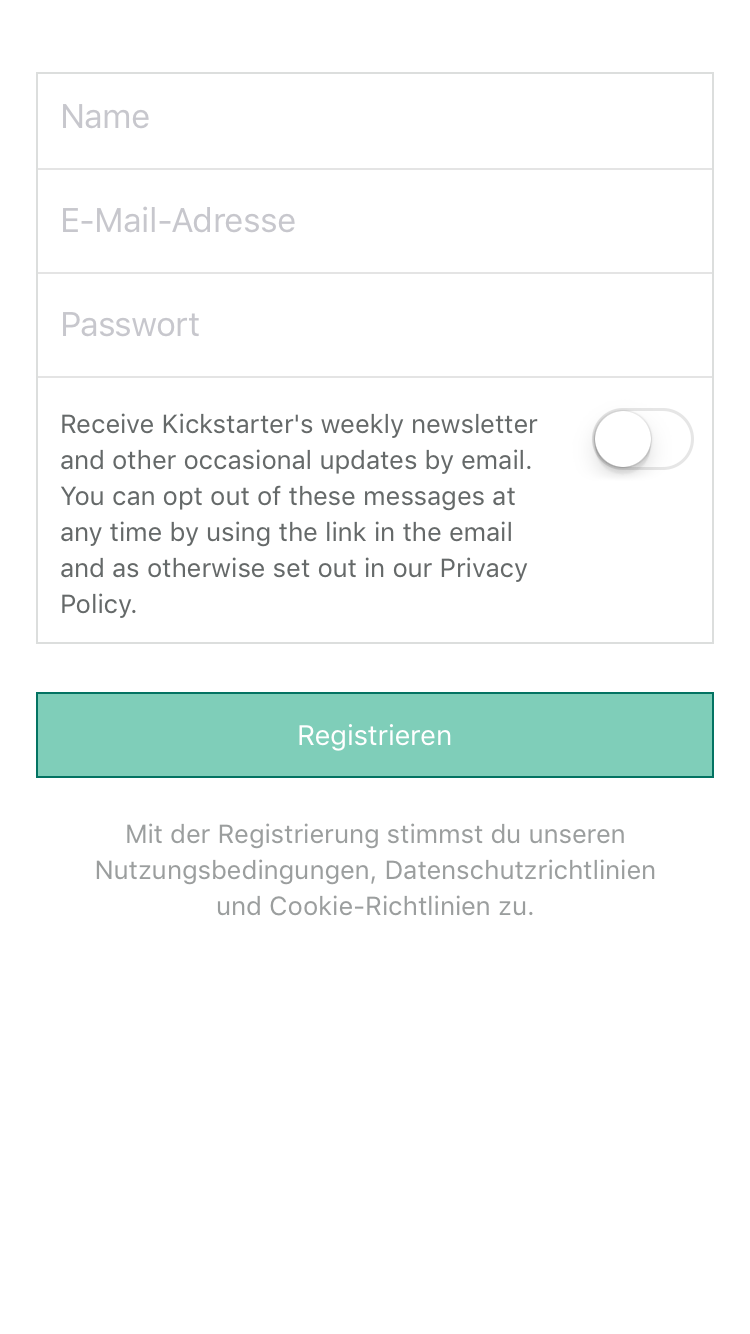 Name
E-Mail-Adresse
Passwort
Receive Kickstarter's weekly newsletter
and other occasional updates by email.
You can opt out of these messages at
any time by using the link in the email
and as otherwise set out in our Privacy
Policy.
Registrieren
Mit der Registrierung stimmst du unseren
Nutzungsbedingungen, Datenschutzrichtlinien
und Cookie-Richtlinien zu.